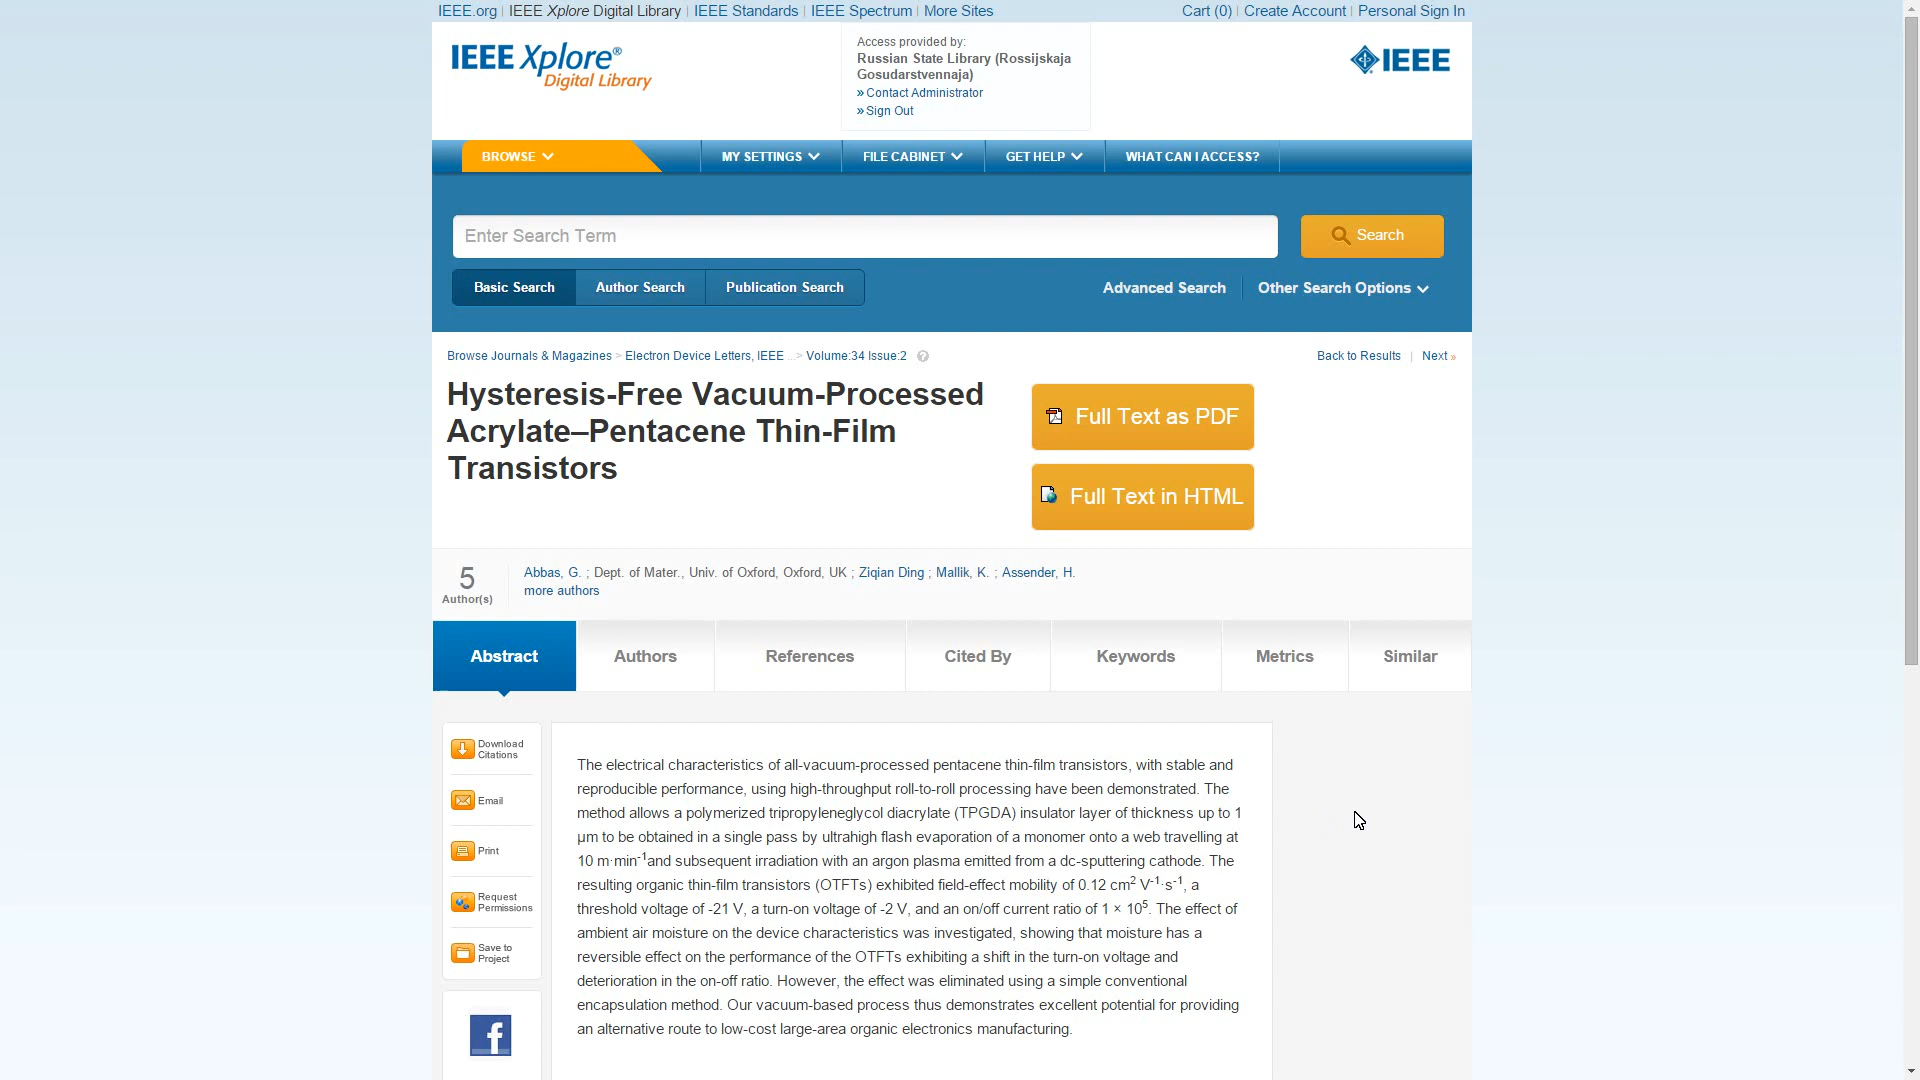 IEEE.org | IEEE Xplore Digital Library | IEEE Standards | IEEE Spectrum | More Sites
Cart (0) | Create Account | Personal Sign In
IEEE Xplore®
Digital Library
Access provided by:
Russian State Library (Rossijskaja
Gosudarstvennaja)
» Contact Administrator
» Sign Out
IEEE
BROWSE
MY SETTINGS
FILE CABINET
GET HELP
WHAT CAN I ACCESS?
Enter Search Term
Search
Basic Search
Author Search
Publication Search
Advanced Search
Other Search Options
Browse Journals & Magazines > Electron Device Letters, IEEE ...> Volume:34 Issue:2 ?
Back to Results | Next »
Hysteresis-Free Vacuum-Processed
Acrylate–Pentacene Thin-Film
Transistors
Full Text as PDF
Full Text in HTML
5
Author(s)
Abbas, G. ; Dept. of Mater., Univ. of Oxford, Oxford, UK ; Ziqian Ding ; Mallik, K. ; Assender, H.
more authors
Abstract
Authors
References
Cited By
Keywords
Metrics
Similar
Download
Citations
Email
Print
Request
Permissions
Save to
Project
The electrical characteristics of all-vacuum-processed pentacene thin-film transistors, with stable and
reproducible performance, using high-throughput roll-to-roll processing have been demonstrated. The
method allows a polymerized tripropyleneglycol diacrylate (TPGDA) insulator layer of thickness up to 1
μm to be obtained in a single pass by ultrahigh flash evaporation of a monomer onto a web travelling at
10 m·min⁻¹and subsequent irradiation with an argon plasma emitted from a dc-sputtering cathode. The
resulting organic thin-film transistors (OTFTs) exhibited field-effect mobility of 0.12 cm² V⁻¹·s⁻¹, a
threshold voltage of -21 V, a turn-on voltage of -2 V, and an on/off current ratio of 1 × 10⁵. The effect of
ambient air moisture on the device characteristics was investigated, showing that moisture has a
reversible effect on the performance of the OTFTs exhibiting a shift in the turn-on voltage and
deterioration in the on-off ratio. However, the effect was eliminated using a simple conventional
encapsulation method. Our vacuum-based process thus demonstrates excellent potential for providing
an alternative route to low-cost large-area organic electronics manufacturing.
f